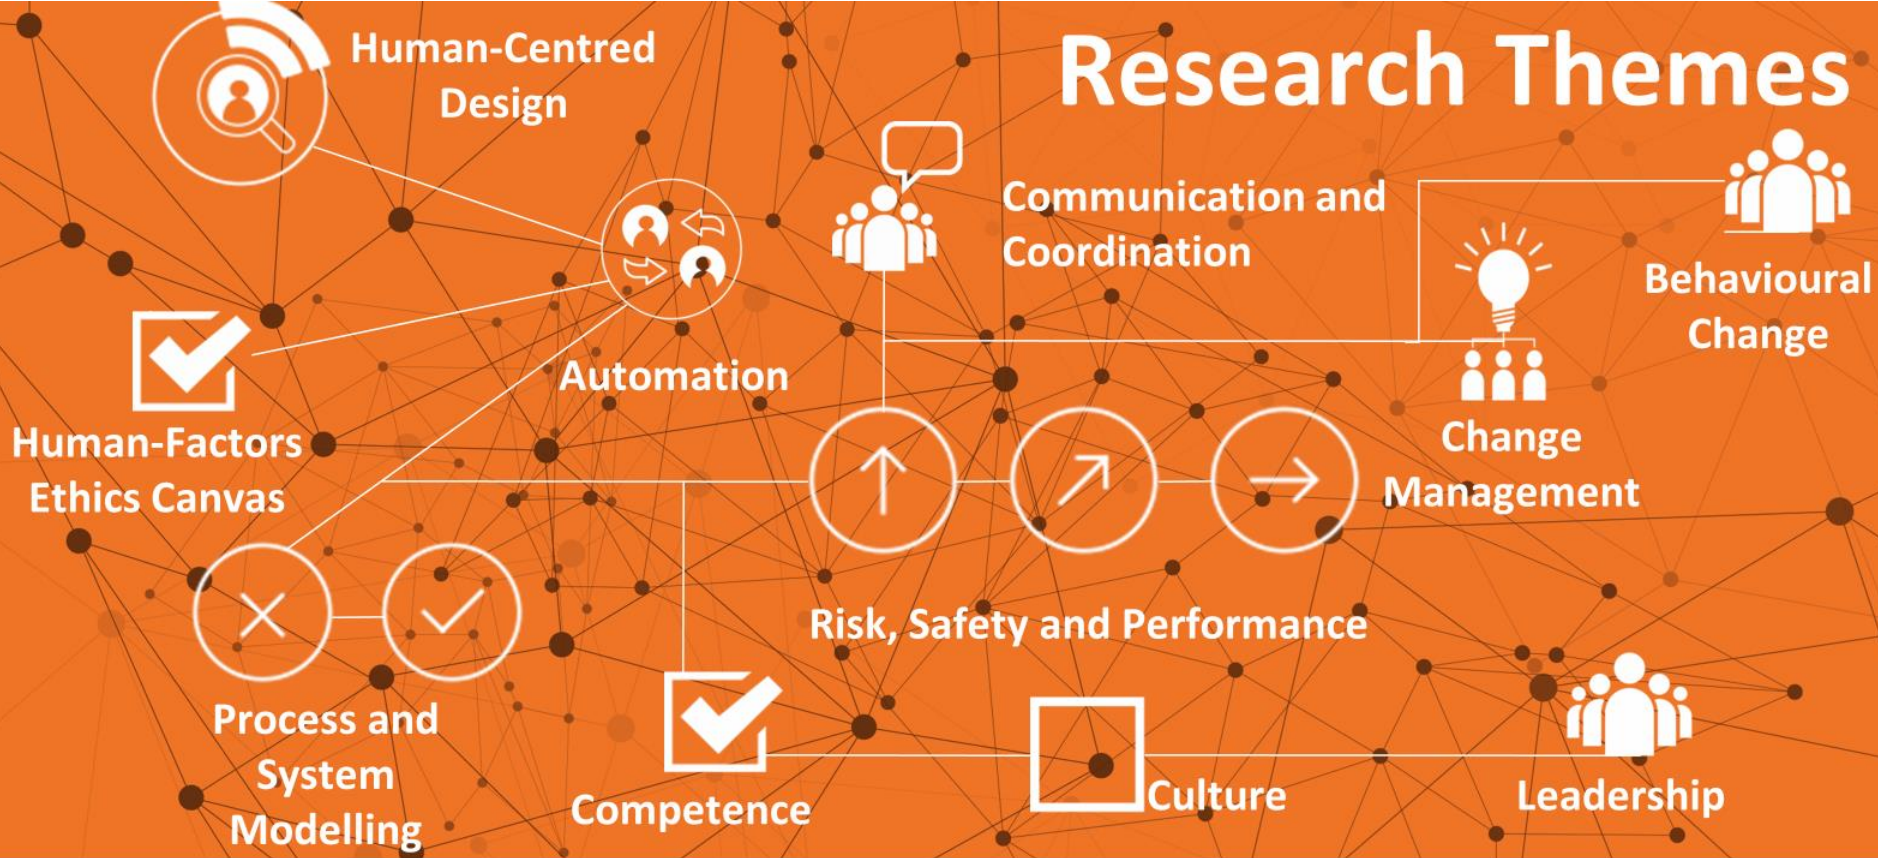 Research Themes
Human-Centred
Design
Communication and
Coordination
Behavioural
Change
Automation
Human-Factors
Ethics Canvas
Change
Management
Risk, Safety and Performance
Process and
System
Modelling
Competence
Culture
Leadership